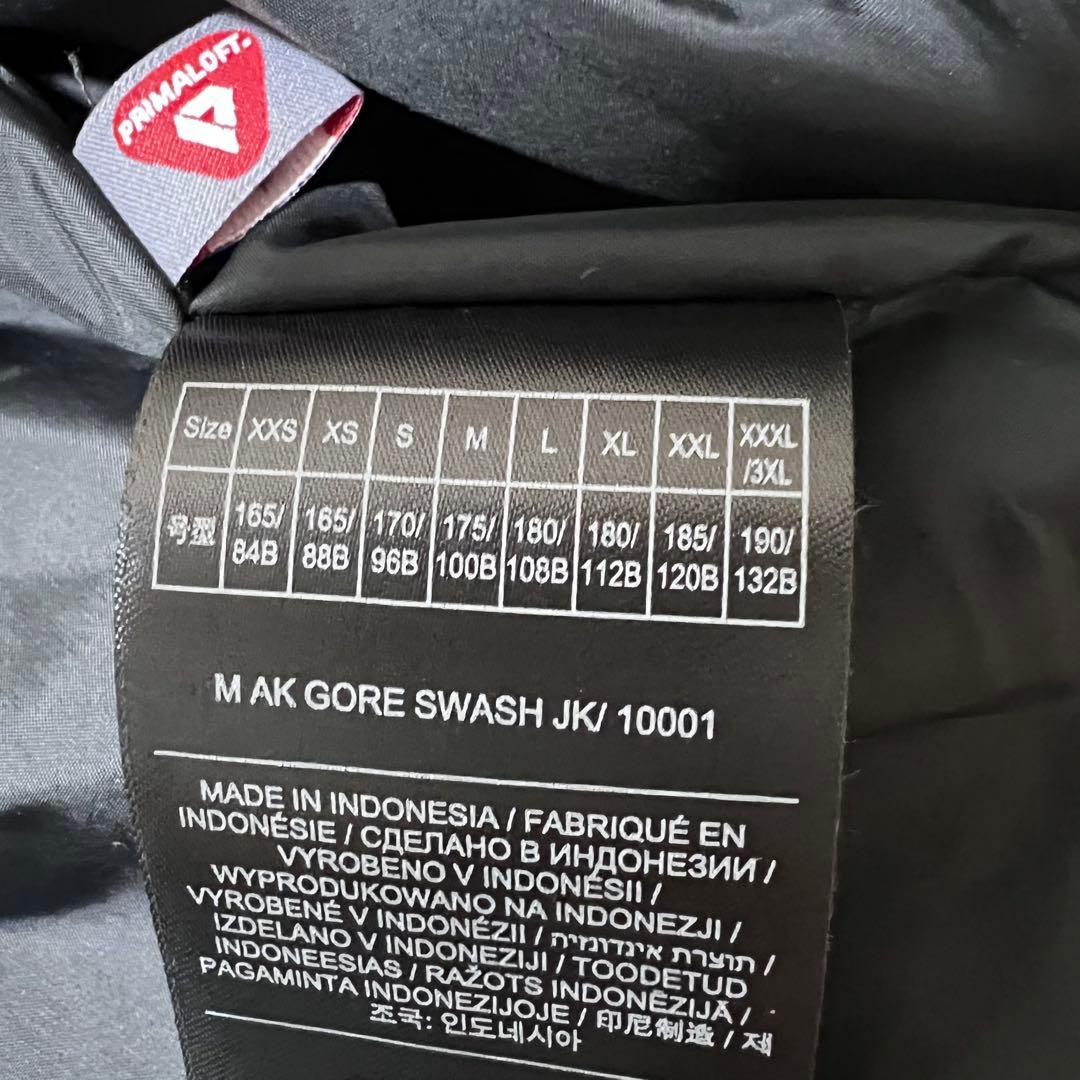 PRIMALOFT.
Size XXS XS S M L XL XXL XXXL/3XL
号型 165/84B 165/88B 170/96B 175/100B 180/108B 180/112B 185/120B 190/132B
M AK GORE SWASH JK/ 10001
MADE IN INDONESIA / FABRIQUÉ EN
INDONÉSIE / СДЕЛАНО В ИНДОНЕЗИИ /
VYROBENO V INDONÉSII /
WYPRODUKOWANO NA INDONEZJI /
VYROBENÉ V INDONÉZII / תוצרת אינדונזיה /
IZDELANO V INDONEZIJI / TOODETUD
INDONEESIAS / RAŽOTS INDONĒZIJĀ /
PAGAMINTA INDONEZIJOJE / 印尼制造 / 제
조국: 인도네시아